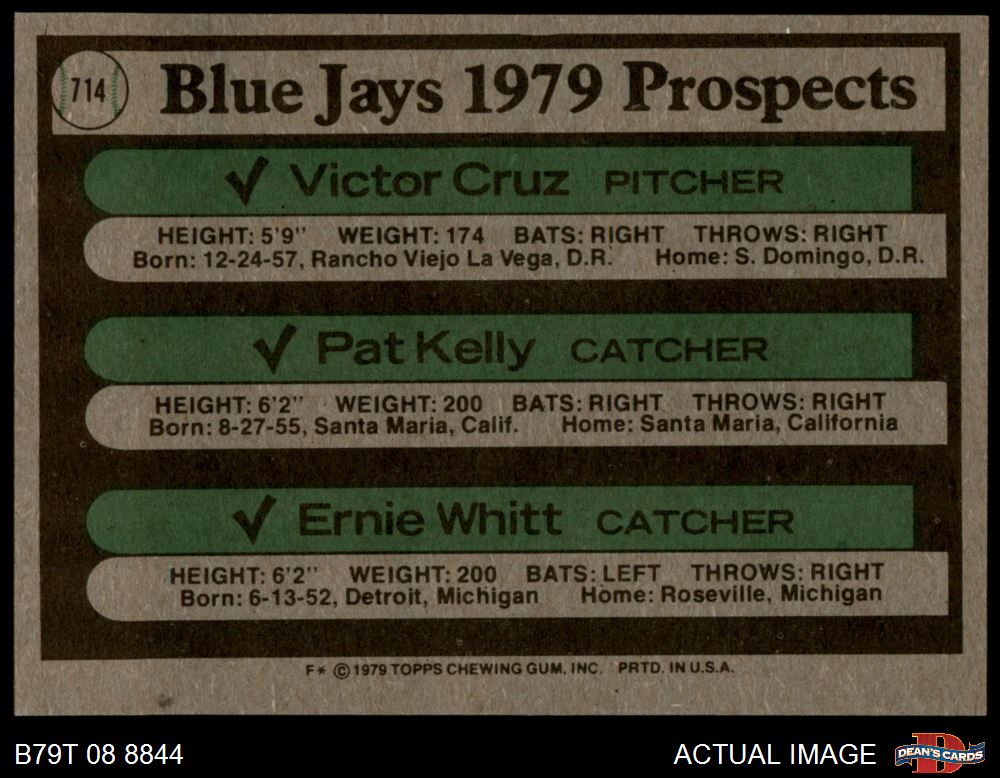 714
Blue Jays 1979 Prospects
✓ Victor Cruz PITCHER
HEIGHT: 5'9" WEIGHT: 174 BATS: RIGHT THROWS: RIGHT
Born: 12-24-57, Rancho Viejo La Vega, D.R. Home: S. Domingo, D.R.
✓ Pat Kelly CATCHER
HEIGHT: 6'2" WEIGHT: 200 BATS: RIGHT THROWS: RIGHT
Born: 8-27-55, Santa Maria, Calif. Home: Santa Maria, California
✓ Ernie Whitt CATCHER
HEIGHT: 6'2" WEIGHT: 200 BATS: LEFT THROWS: RIGHT
Born: 6-13-52, Detroit, Michigan Home: Roseville, Michigan
F* © 1979 TOPPS CHEWING GUM, INC. PRTD. IN U.S.A.
B79T 08 8844
ACTUAL IMAGE
DEAN'S CARDS